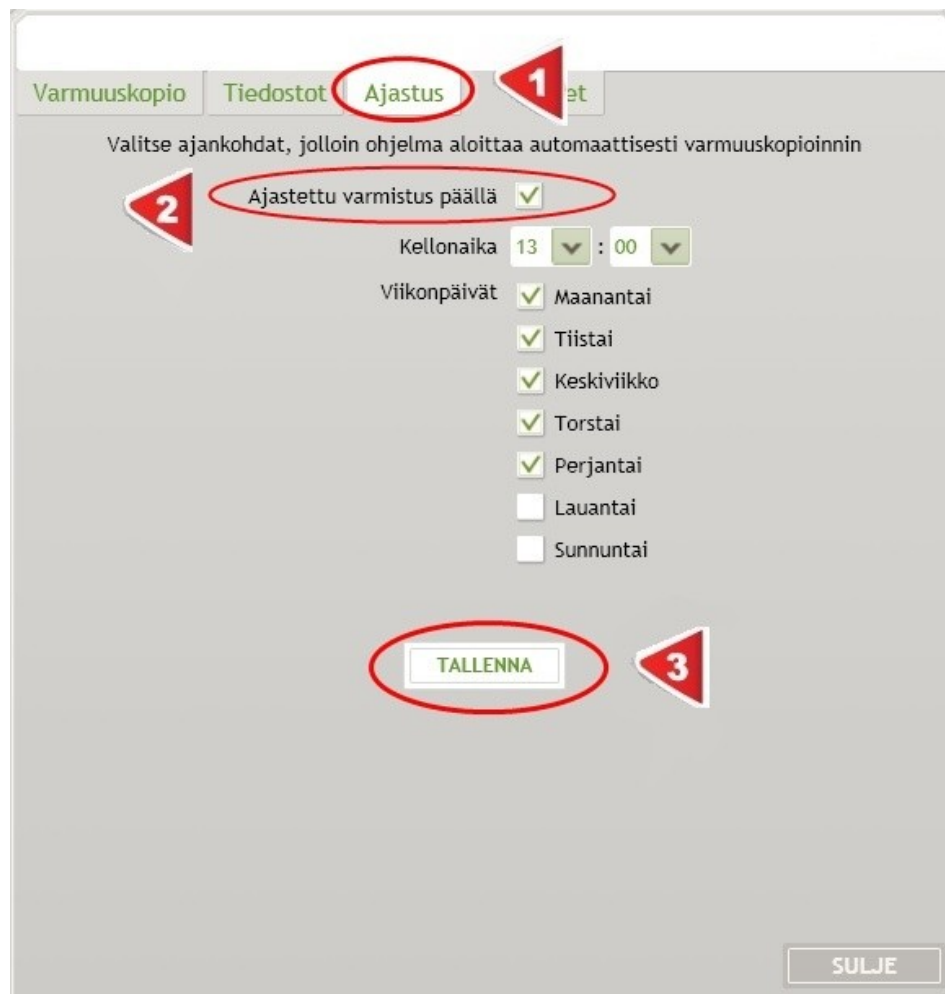 Varmuuskopio Tiedostot Ajastus et
1
Valitse ajankohdat, jolloin ohjelma aloittaa automaattisesti varmuuskopioinnin
2
Ajastettu varmistus päällä
Kellonaika 13 : 00
Viikonpäivät Maanantai
Tiistai
Keskiviikko
Torstai
Perjantai
Lauantai
Sunnuntai
TALLENNA
3
SULJE